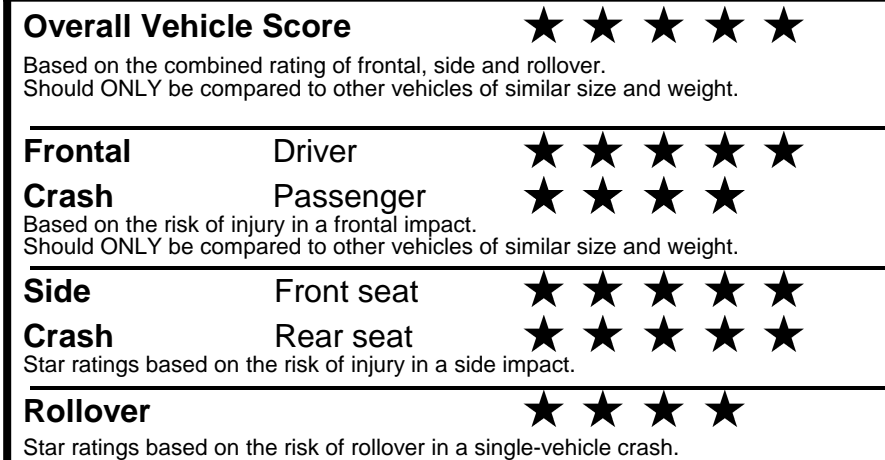 Overall Vehicle Score ★ ★ ★ ★ ★
Based on the combined rating of frontal, side and rollover.
Should ONLY be compared to other vehicles of similar size and weight.
Frontal Driver ★ ★ ★ ★ ★
Crash Passenger ★ ★ ★ ★
Based on the risk of injury in a frontal impact.
Should ONLY be compared to other vehicles of similar size and weight.
Side Front seat ★ ★ ★ ★ ★
Crash Rear seat ★ ★ ★ ★ ★
Star ratings based on the risk of injury in a side impact.
Rollover ★ ★ ★ ★
Star ratings based on the risk of rollover in a single-vehicle crash.